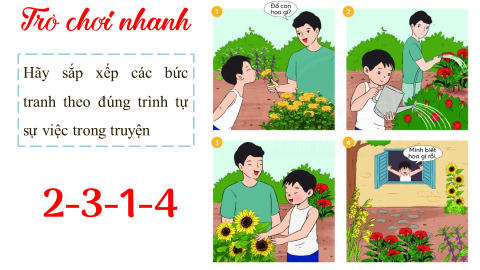 Trò chơi nhanh
Hãy sắp xếp các bức
tranh theo đúng trình tự
sự việc trong truyện
2-3-1-4
1
Đố con
hoa gì?
2
3
4
Mình biết
hoa gì rồi